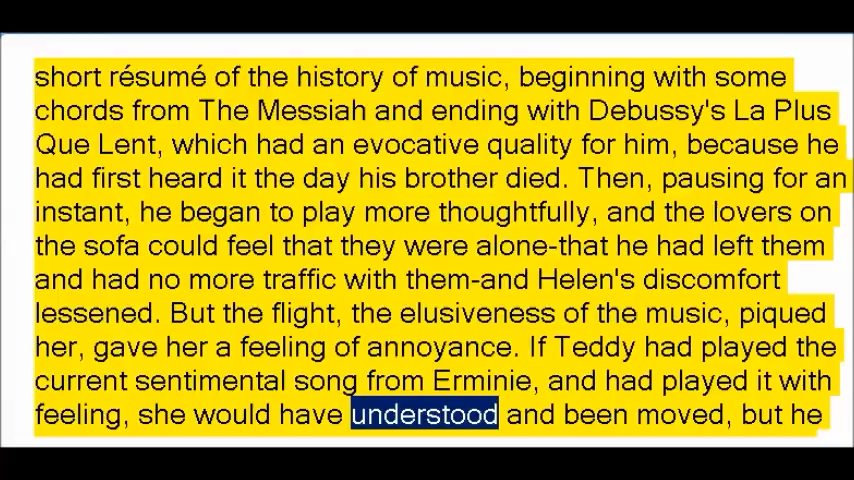 short résumé of the history of music, beginning with some
chords from The Messiah and ending with Debussy's La Plus
Que Lent, which had an evocative quality for him, because he
had first heard it the day his brother died. Then, pausing for an
instant, he began to play more thoughtfully, and the lovers on
the sofa could feel that they were alone-that he had left them
and had no more traffic with them-and Helen's discomfort
lessened. But the flight, the elusiveness of the music, piqued
her, gave her a feeling of annoyance. If Teddy had played the
current sentimental song from Erminie, and had played it with
feeling, she would have understood and been moved, but he